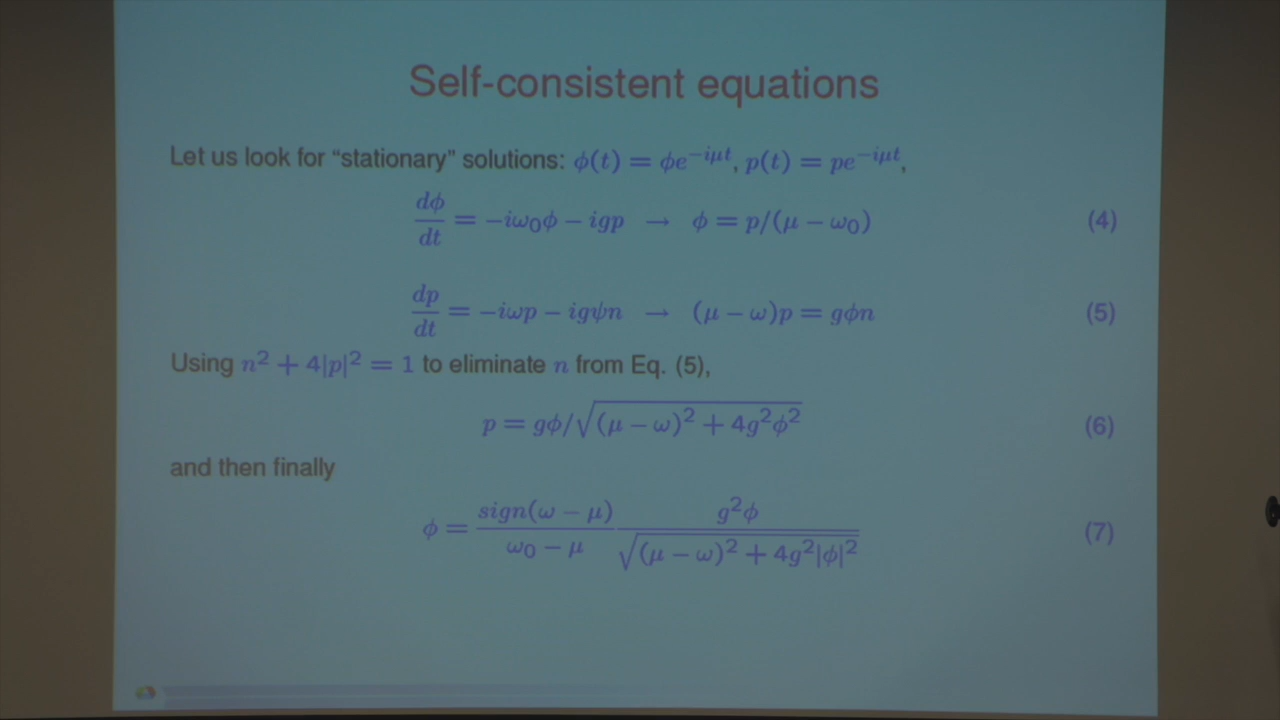 Self-consistent equations
Let us look for “stationary” solutions: ϕ(t) = ϕe^{−iμt}, p(t) = pe^{−iμt},
dϕ/dt = −iω₀ϕ − igp → ϕ = p/(μ − ω₀) (4)
dp/dt = −iωp − igψn → (μ − ω)p = gϕn (5)
Using n² + 4|p|² = 1 to eliminate n from Eq. (5),
p = gϕ/√((μ − ω)² + 4g²ϕ²) (6)
and then finally
ϕ = sign(ω − μ)/(ω₀ − μ) g²ϕ/√((μ − ω)² + 4g²|ϕ|²) (7)